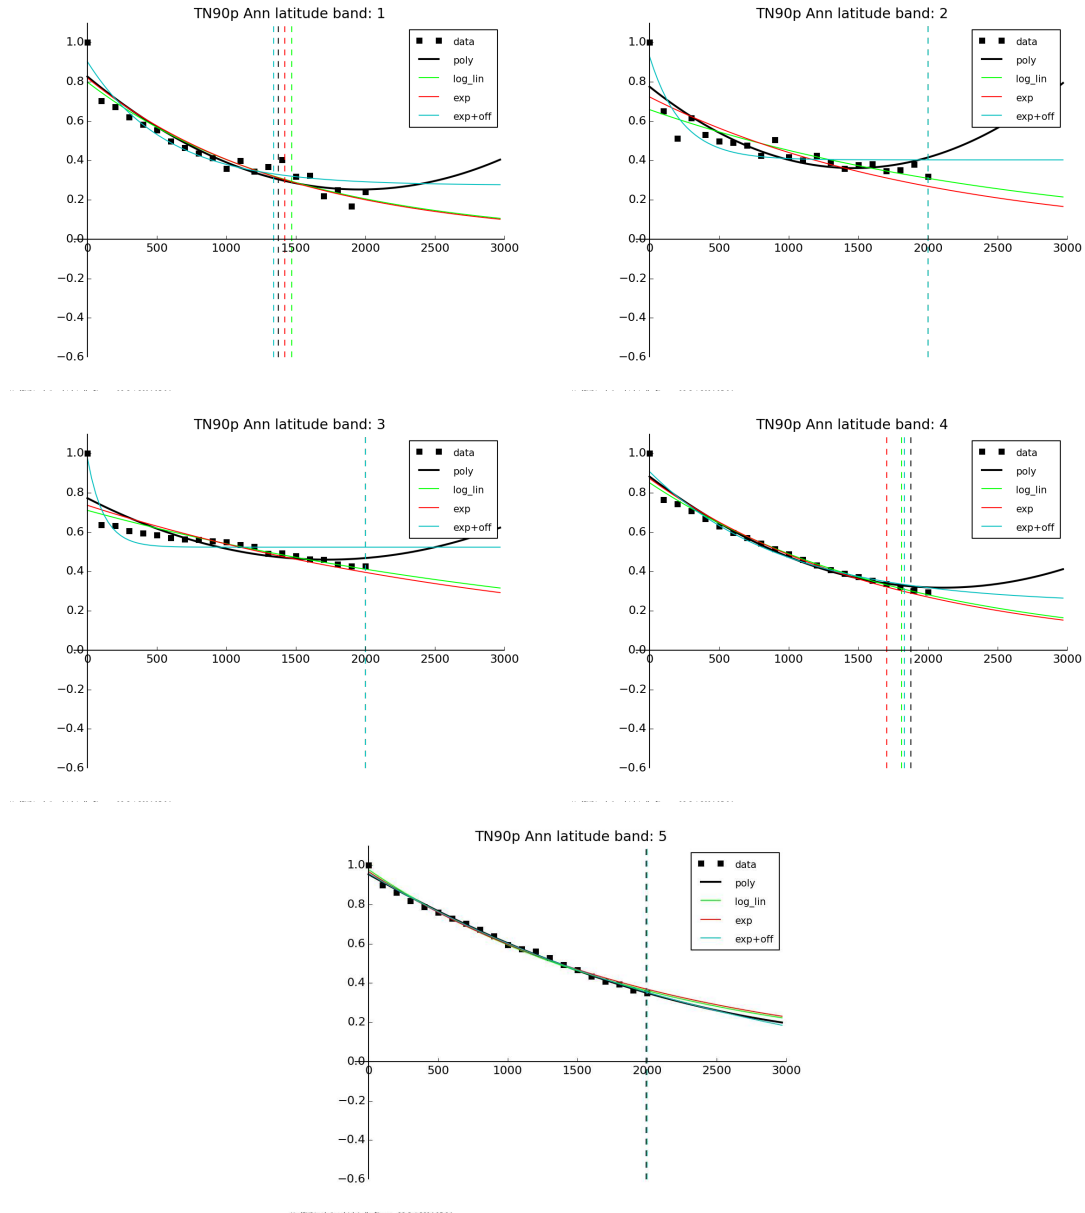 TN90p Ann latitude band: 1
1.0
0.8
0.6
0.4
0.2
0.0
−0.2
−0.4
−0.6
0 500 1000 1500 2000 2500 3000
data
poly
log_lin
exp
exp+off
TN90p Ann latitude band: 2
1.0
0.8
0.6
0.4
0.2
0.0
−0.2
−0.4
−0.6
0 500 1000 1500 2000 2500 3000
data
poly
log_lin
exp
exp+off
TN90p Ann latitude band: 3
1.0
0.8
0.6
0.4
0.2
0.0
−0.2
−0.4
−0.6
0 500 1000 1500 2000 2500 3000
data
poly
log_lin
exp
exp+off
TN90p Ann latitude band: 4
1.0
0.8
0.6
0.4
0.2
0.0
−0.2
−0.4
−0.6
0 500 1000 1500 2000 2500 3000
data
poly
log_lin
exp
exp+off
TN90p Ann latitude band: 5
1.0
0.8
0.6
0.4
0.2
0.0
−0.2
−0.4
−0.6
0 500 1000 1500 2000 2500 3000
data
poly
log_lin
exp
exp+off